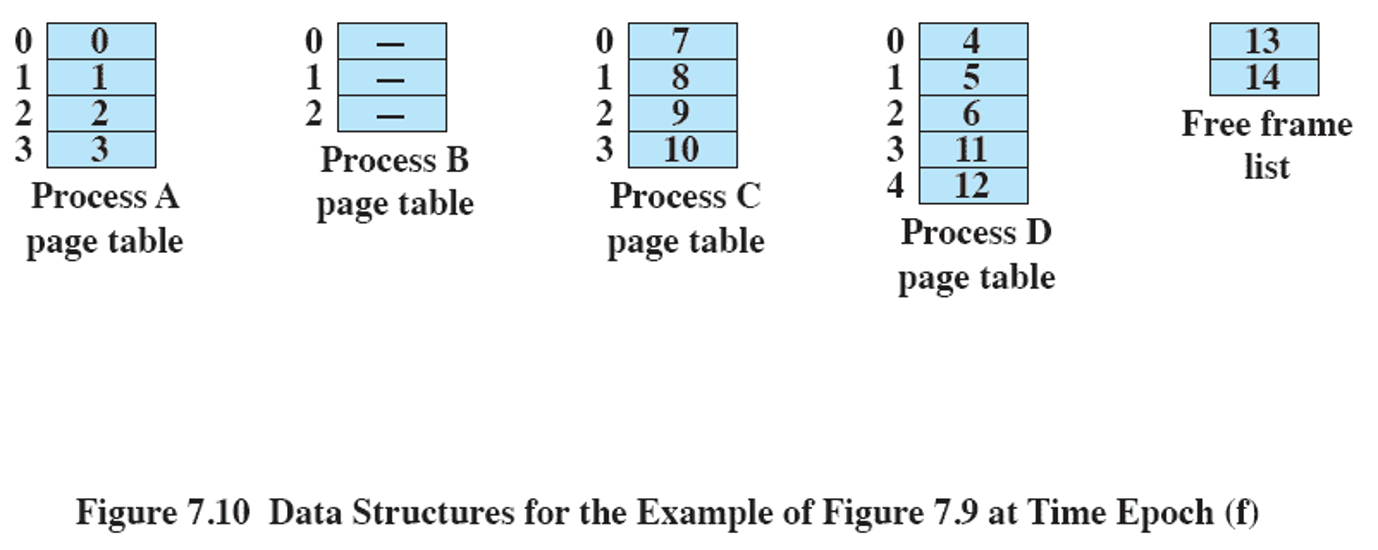 0 0
1 1
2 2
3 3
Process A
page table
0 –
1 –
2 –
Process B
page table
0 7
1 8
2 9
3 10
Process C
page table
0 4
1 5
2 6
3 11
4 12
Process D
page table
13
14
Free frame
list
Figure 7.10 Data Structures for the Example of Figure 7.9 at Time Epoch (f)